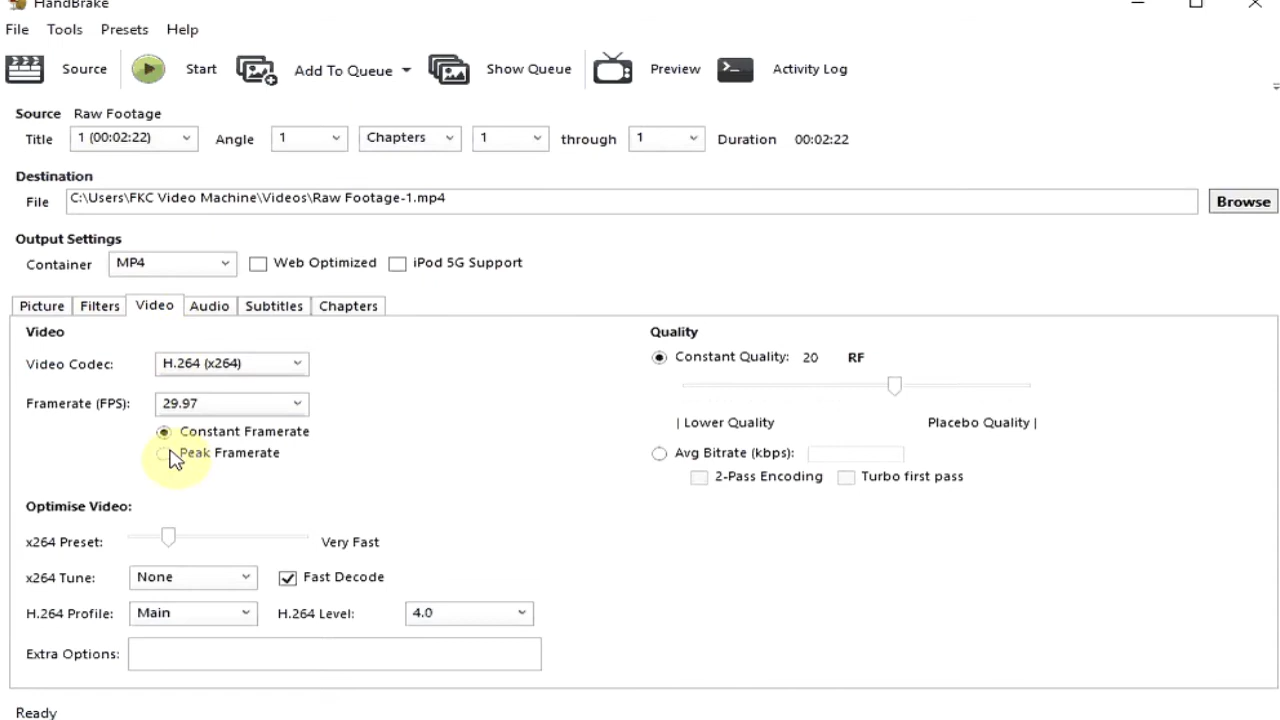 HandBrake
File Tools Presets Help
Source Start Add To Queue Show Queue Preview Activity Log
Source Raw Footage
Title 1 (00:02:22) Angle 1 Chapters 1 through 1 Duration 00:02:22
Destination
File C:\Users\FKC Video Machine\Videos\Raw Footage-1.mp4 Browse
Output Settings
Container MP4 Web Optimized iPod 5G Support
Picture Filters Video Audio Subtitles Chapters
Video Quality
Video Codec: H.264 (x264) Constant Quality: 20 RF
Framerate (FPS): 29.97 | Lower Quality Placebo Quality |
Constant Framerate
Peak Framerate Avg Bitrate (kbps):
2-Pass Encoding Turbo first pass
Optimise Video:
x264 Preset: Very Fast
x264 Tune: None Fast Decode
H.264 Profile: Main H.264 Level: 4.0
Extra Options:
Ready